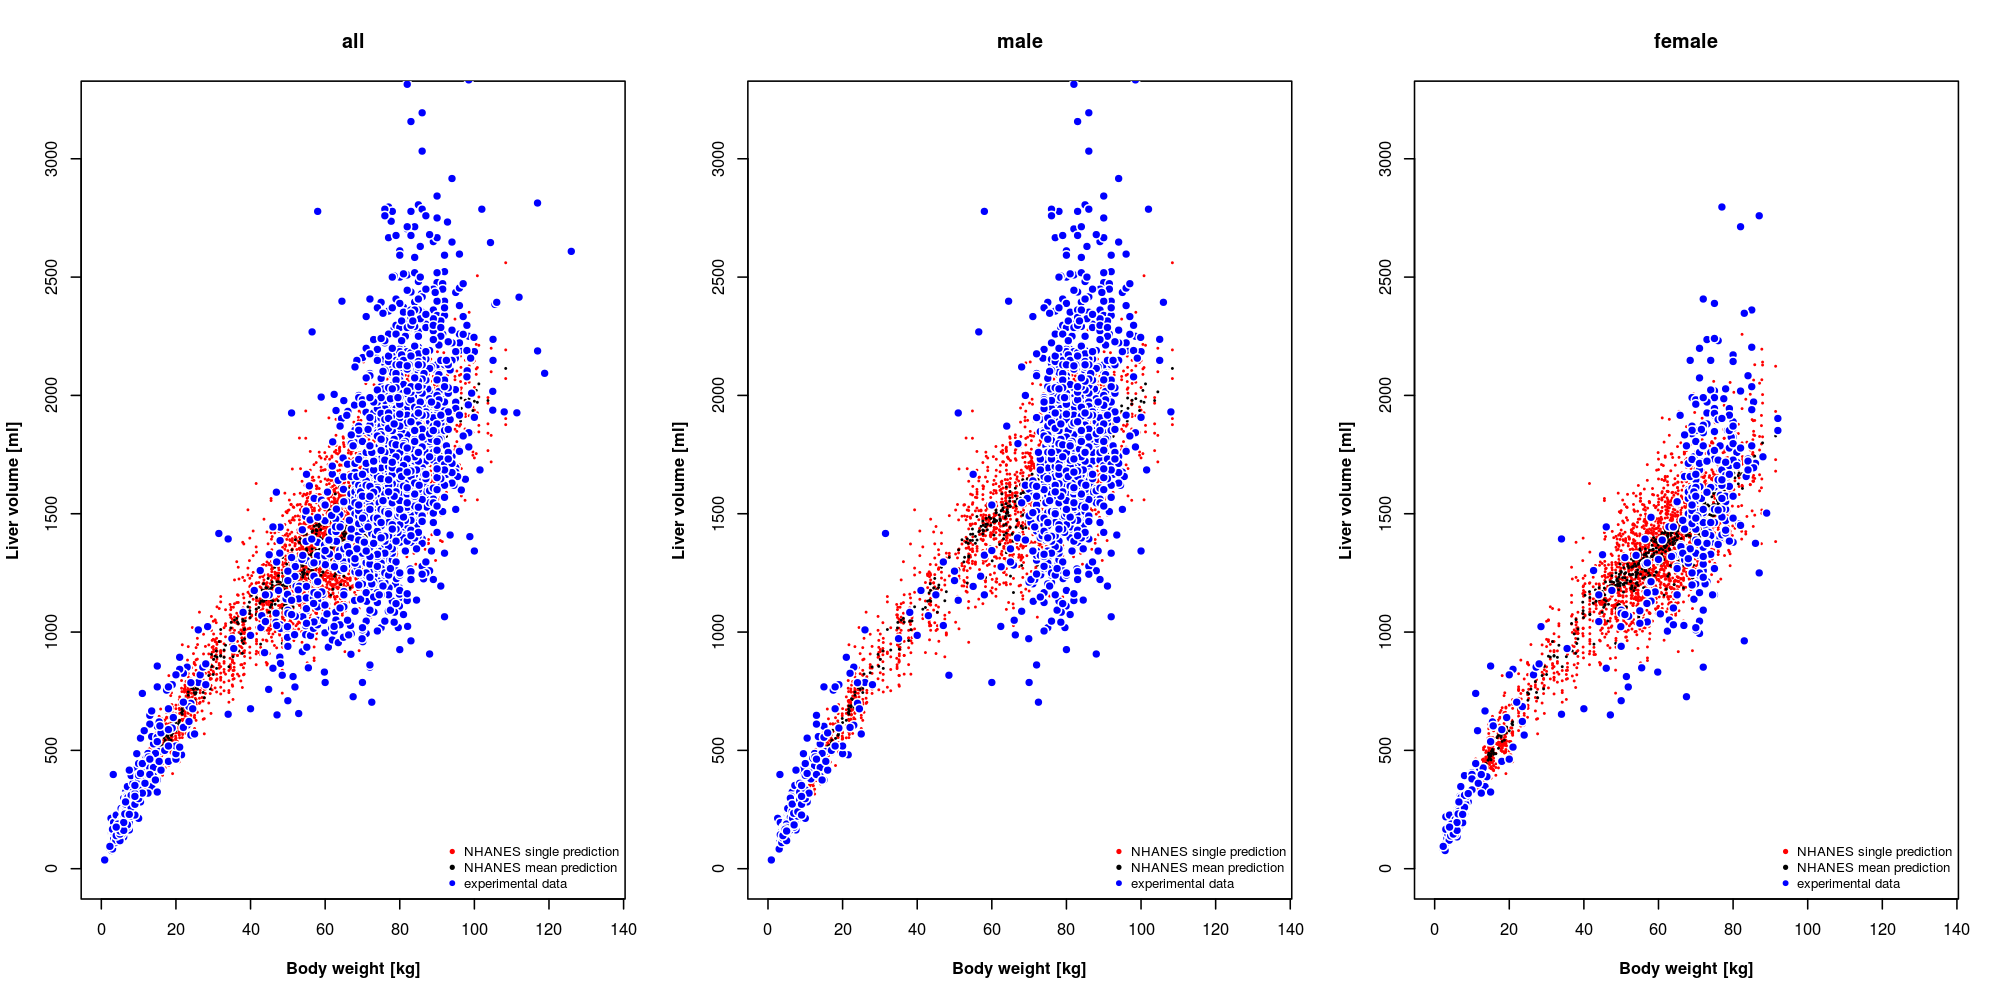 all
male
female
Liver volume [ml]
0
500
1000
1500
2000
2500
3000
0 20 40 60 80 100 120 140
Body weight [kg]
NHANES single prediction
NHANES mean prediction
experimental data
Liver volume [ml]
0
500
1000
1500
2000
2500
3000
0 20 40 60 80 100 120 140
Body weight [kg]
NHANES single prediction
NHANES mean prediction
experimental data
Liver volume [ml]
0
500
1000
1500
2000
2500
3000
0 20 40 60 80 100 120 140
Body weight [kg]
NHANES single prediction
NHANES mean prediction
experimental data